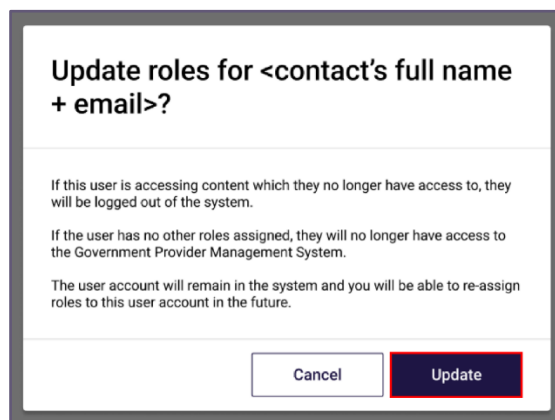 Update roles for <contact's full name
+ email>?
If this user is accessing content which they no longer have access to, they
will be logged out of the system.
If the user has no other roles assigned, they will no longer have access to
the Government Provider Management System.
The user account will remain in the system and you will be able to re-assign
roles to this user account in the future.
Cancel Update